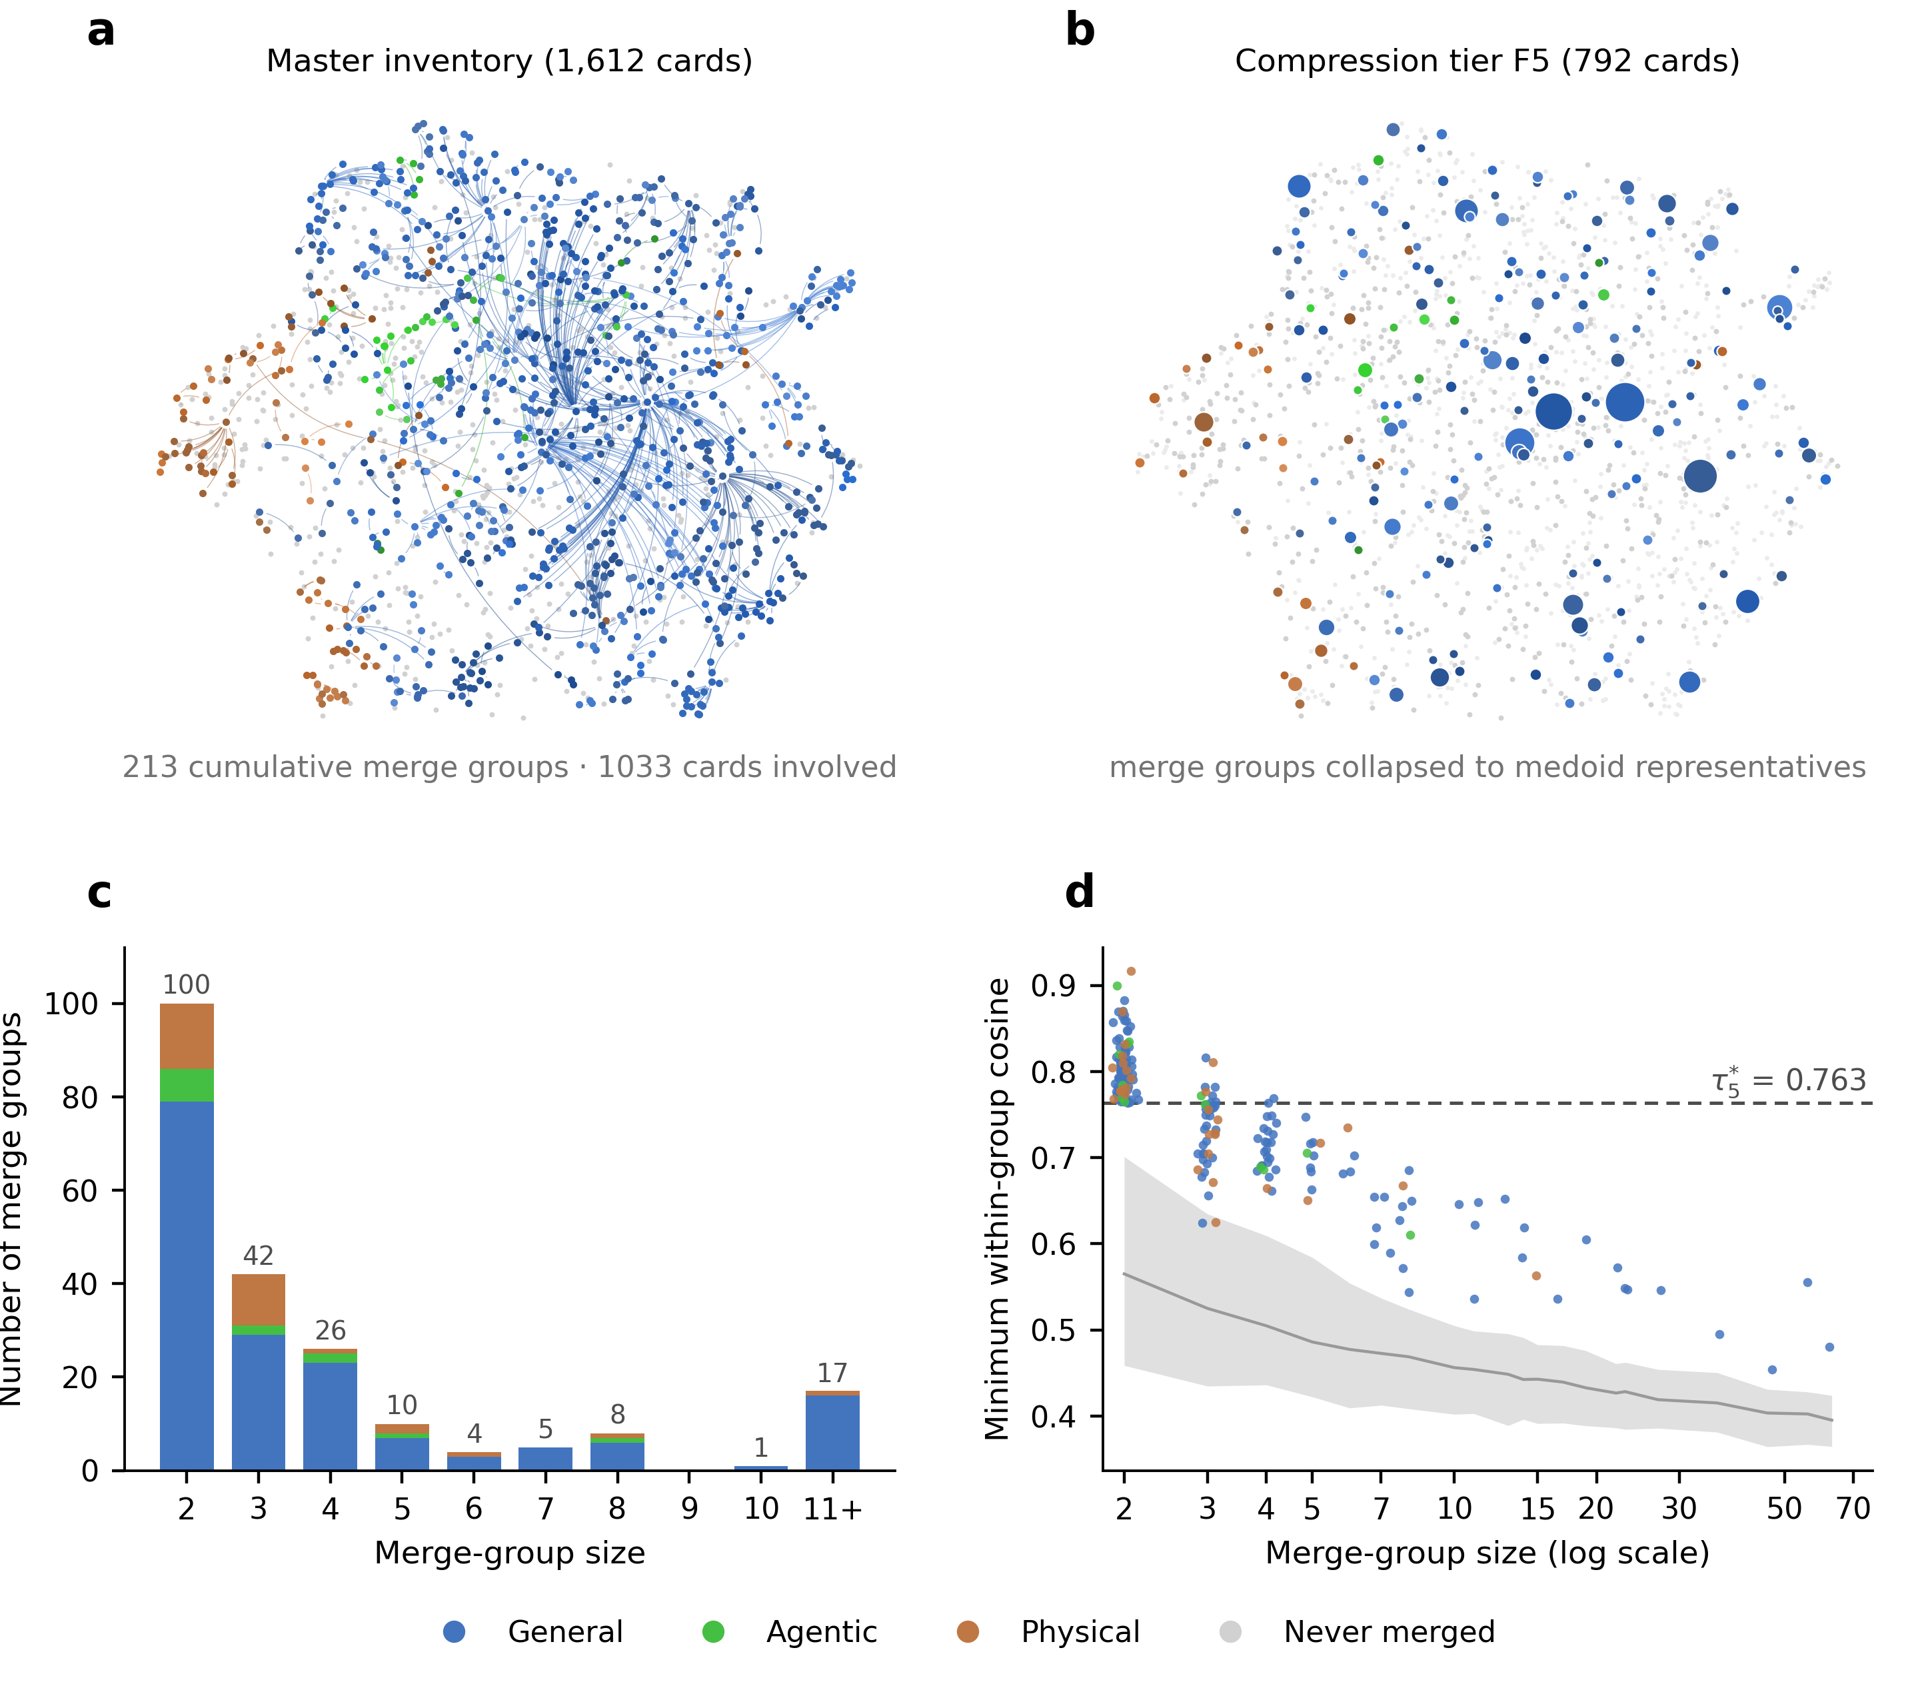 a
Master inventory (1,612 cards)
213 cumulative merge groups · 1033 cards involved
b
Compression tier F5 (792 cards)
merge groups collapsed to medoid representatives
c
Number of merge groups
100
80
60
40
20
0
100
42
26
10
4
5
8
1
17
2 3 4 5 6 7 8 9 10 11+
Merge-group size
d
Minimum within-group cosine
0.9
0.8
0.7
0.6
0.5
0.4
τ*5 = 0.763
2 3 4 5 7 10 15 20 30 50 70
Merge-group size (log scale)
General Agentic Physical Never merged